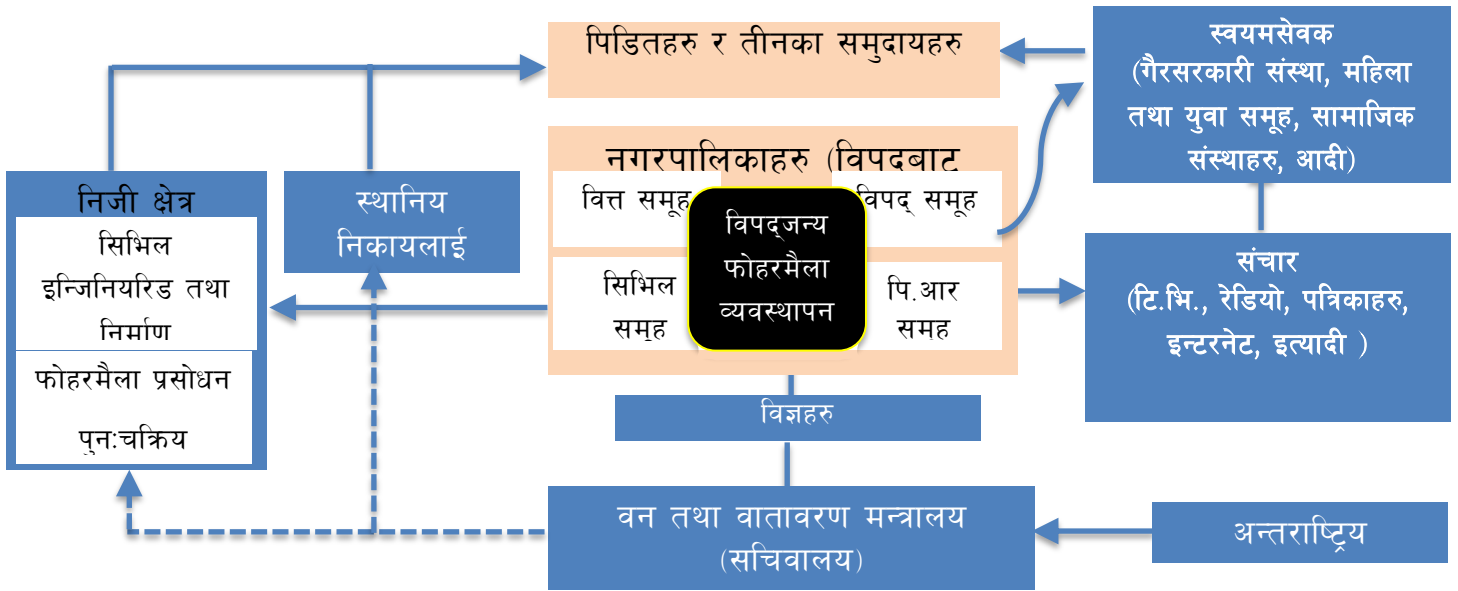 पिडितहरु र तीनका समुदायहरु
स्वयमसेवक
(गैरसरकारी संस्था, महिला
तथा युवा समूह, सामाजिक
संस्थाहरु, आदी)
नगरपालिकाहरु (विपदबाट
वित्त समूह
विपद् समूह
विपद्जन्य
फोहरमैला
व्यवस्थापन
सिभिल
समूह
पि.आर
समूह
निजी क्षेत्र
सिभिल
इन्जिनियरिङ तथा
निर्माण
फोहरमैला प्रसोधन
पुन:चक्रिय
स्थानिय
निकायलाई
संचार
(टि.भि., रेडियो, पत्रिकाहरु,
इन्टरनेट, इत्यादी )
विज्ञहरु
वन तथा वातावरण मन्त्रालय
(सचिवालय)
अन्तराष्ट्रिय